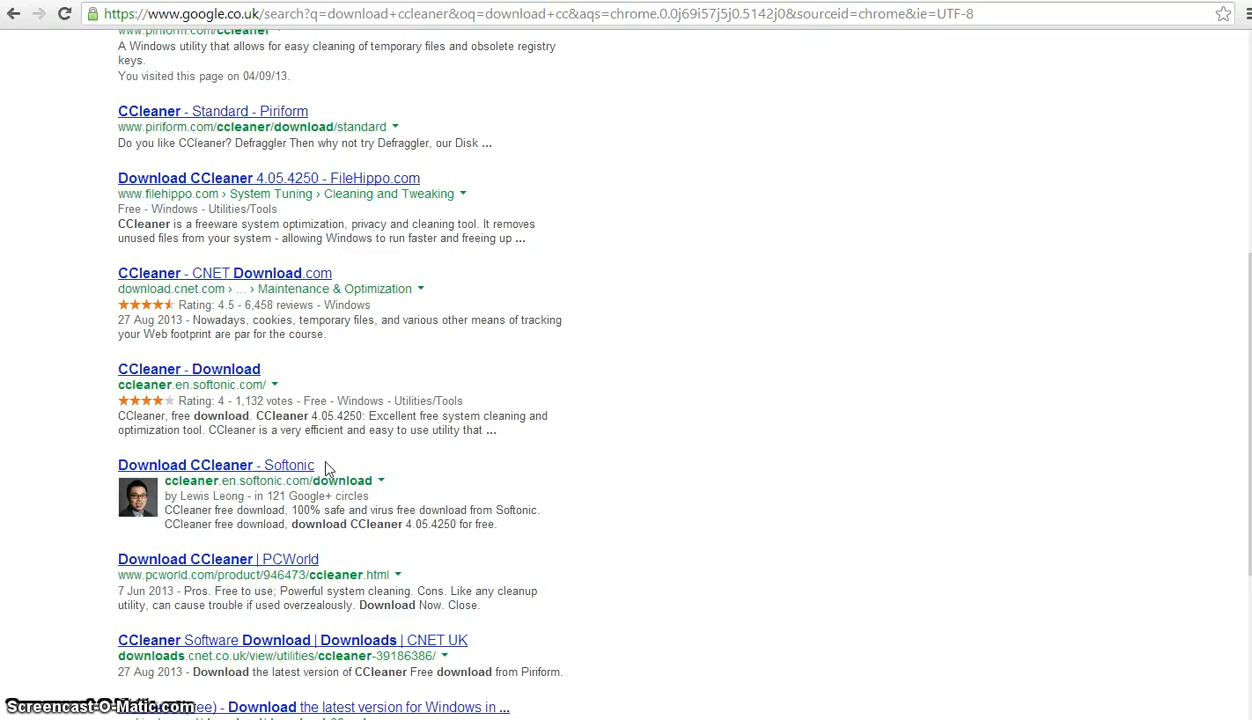 https://www.google.co.uk/search?q=download+ccleaner&oq=download+cc&aqs=chrome.0.0j69i57j5j0.5142j0&sourceid=chrome&ie=UTF-8
www.piriform.com/ccleaner
A Windows utility that allows for easy cleaning of temporary files and obsolete registry
keys.
You visited this page on 04/09/13.
CCleaner - Standard - Piriform
www.piriform.com/ccleaner/download/standard
Do you like CCleaner? Defraggler Then why not try Defraggler, our Disk ...
Download CCleaner 4.05.4250 - FileHippo.com
www.filehippo.com › System Tuning › Cleaning and Tweaking
Free - Windows - Utilities/Tools
CCleaner is a freeware system optimization, privacy and cleaning tool. It removes
unused files from your system - allowing Windows to run faster and freeing up ...
CCleaner - CNET Download.com
download.cnet.com › ... › Maintenance & Optimization
Rating: 4.5 - 6,458 reviews - Windows
27 Aug 2013 - Nowadays, cookies, temporary files, and various other means of tracking
your Web footprint are par for the course.
CCleaner - Download
ccleaner.en.softonic.com/
Rating: 4 - 1,132 votes - Free - Windows - Utilities/Tools
CCleaner, free download. CCleaner 4.05.4250: Excellent free system cleaning and
optimization tool. CCleaner is a very efficient and easy to use utility that ...
Download CCleaner - Softonic
ccleaner.en.softonic.com/download
by Lewis Leong - in 121 Google+ circles
CCleaner free download, 100% safe and virus free download from Softonic.
CCleaner free download, download CCleaner 4.05.4250 for free.
Download CCleaner | PCWorld
www.pcworld.com/product/946473/ccleaner.html
7 Jun 2013 - Pros. Free to use; Powerful system cleaning. Cons. Like any cleanup
utility, can cause trouble if used overzealously. Download Now. Close.
CCleaner Software Download | Downloads | CNET UK
downloads.cnet.co.uk/view/utilities/ccleaner-39186386/
27 Aug 2013 - Download the latest version of CCleaner Free download from Piriform.
Screencast-O-Matic.com
- Download the latest version for Windows in ...